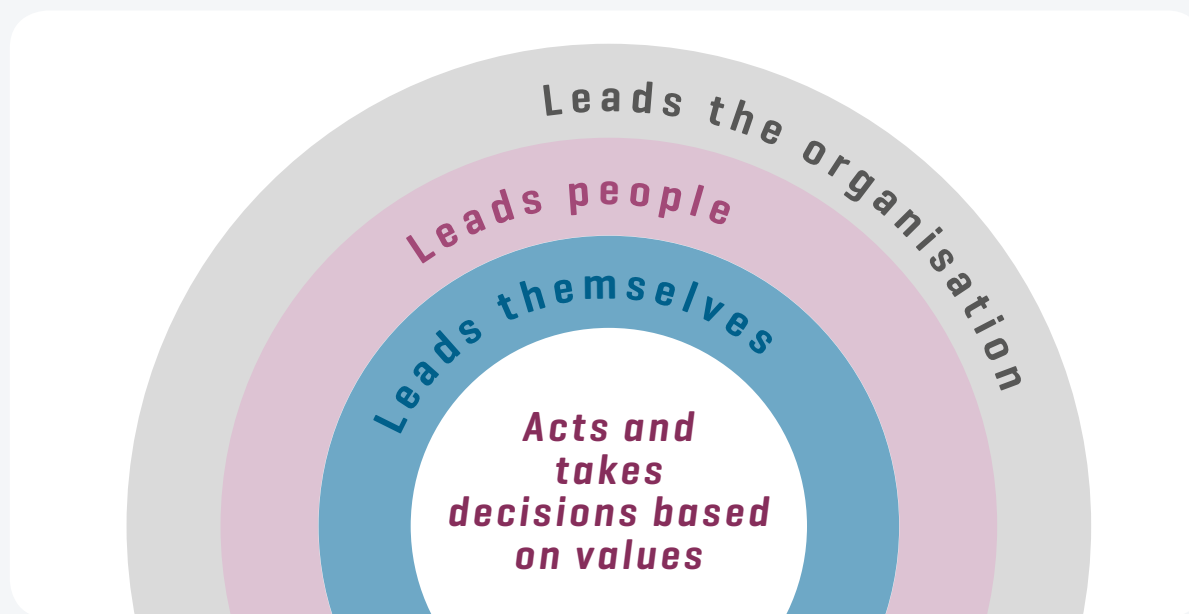 Leads the organisation
Leads people
Leads themselves
Acts and
takes
decisions based
on values